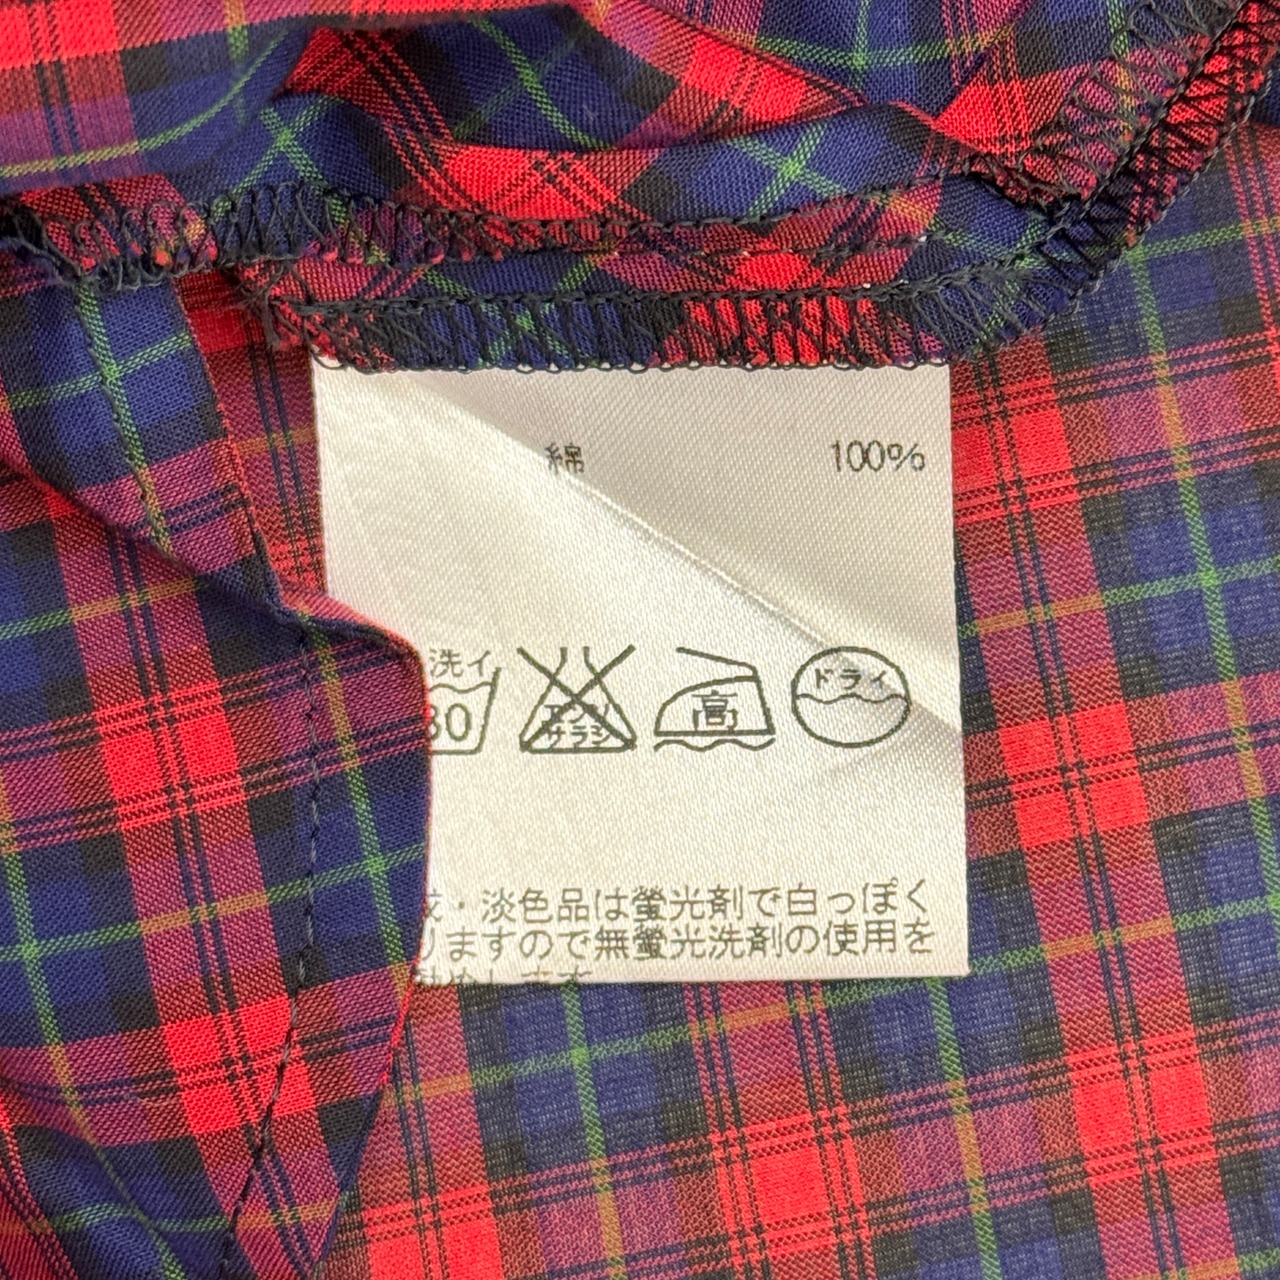 綿 100%
洗イ ドライ
30 エンソサラシ 高
・淡色品は螢光剤で白っぽく
りますので無螢光洗剤の使用を